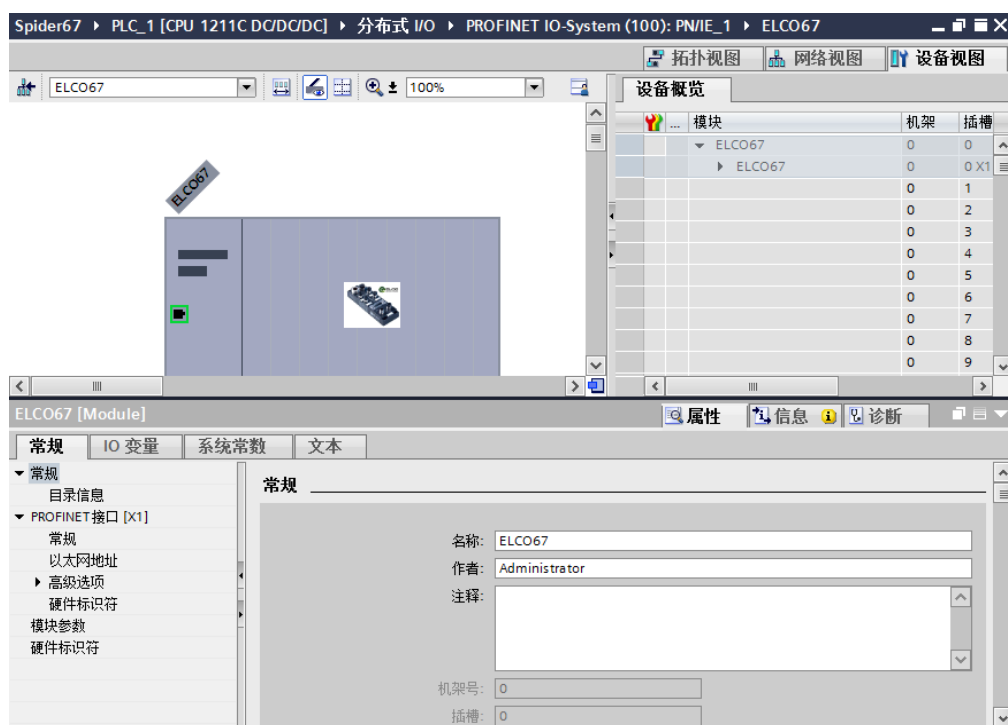 Spider67 ▸ PLC_1 [CPU 1211C DC/DC/DC] ▸ 分布式 I/O ▸ PROFINET IO-System (100): PN/IE_1 ▸ ELCO67
拓扑视图 网络视图 设备视图
ELCO67 100% 设备概览
... 模块 机架 插槽
ELCO67 0 0
ELCO67 0 0 X1
0 1
0 2
0 3
0 4
0 5
0 6
0 7
0 8
0 9
ELCO67
ELCO67 [Module] 属性 信息 诊断
常规 IO 变量 系统常数 文本
常规
目录信息
PROFINET接口 [X1]
常规
以太网地址
高级选项
硬件标识符
模块参数
硬件标识符
常规
名称: ELCO67
作者: Administrator
注释:
机架号: 0
插槽: 0